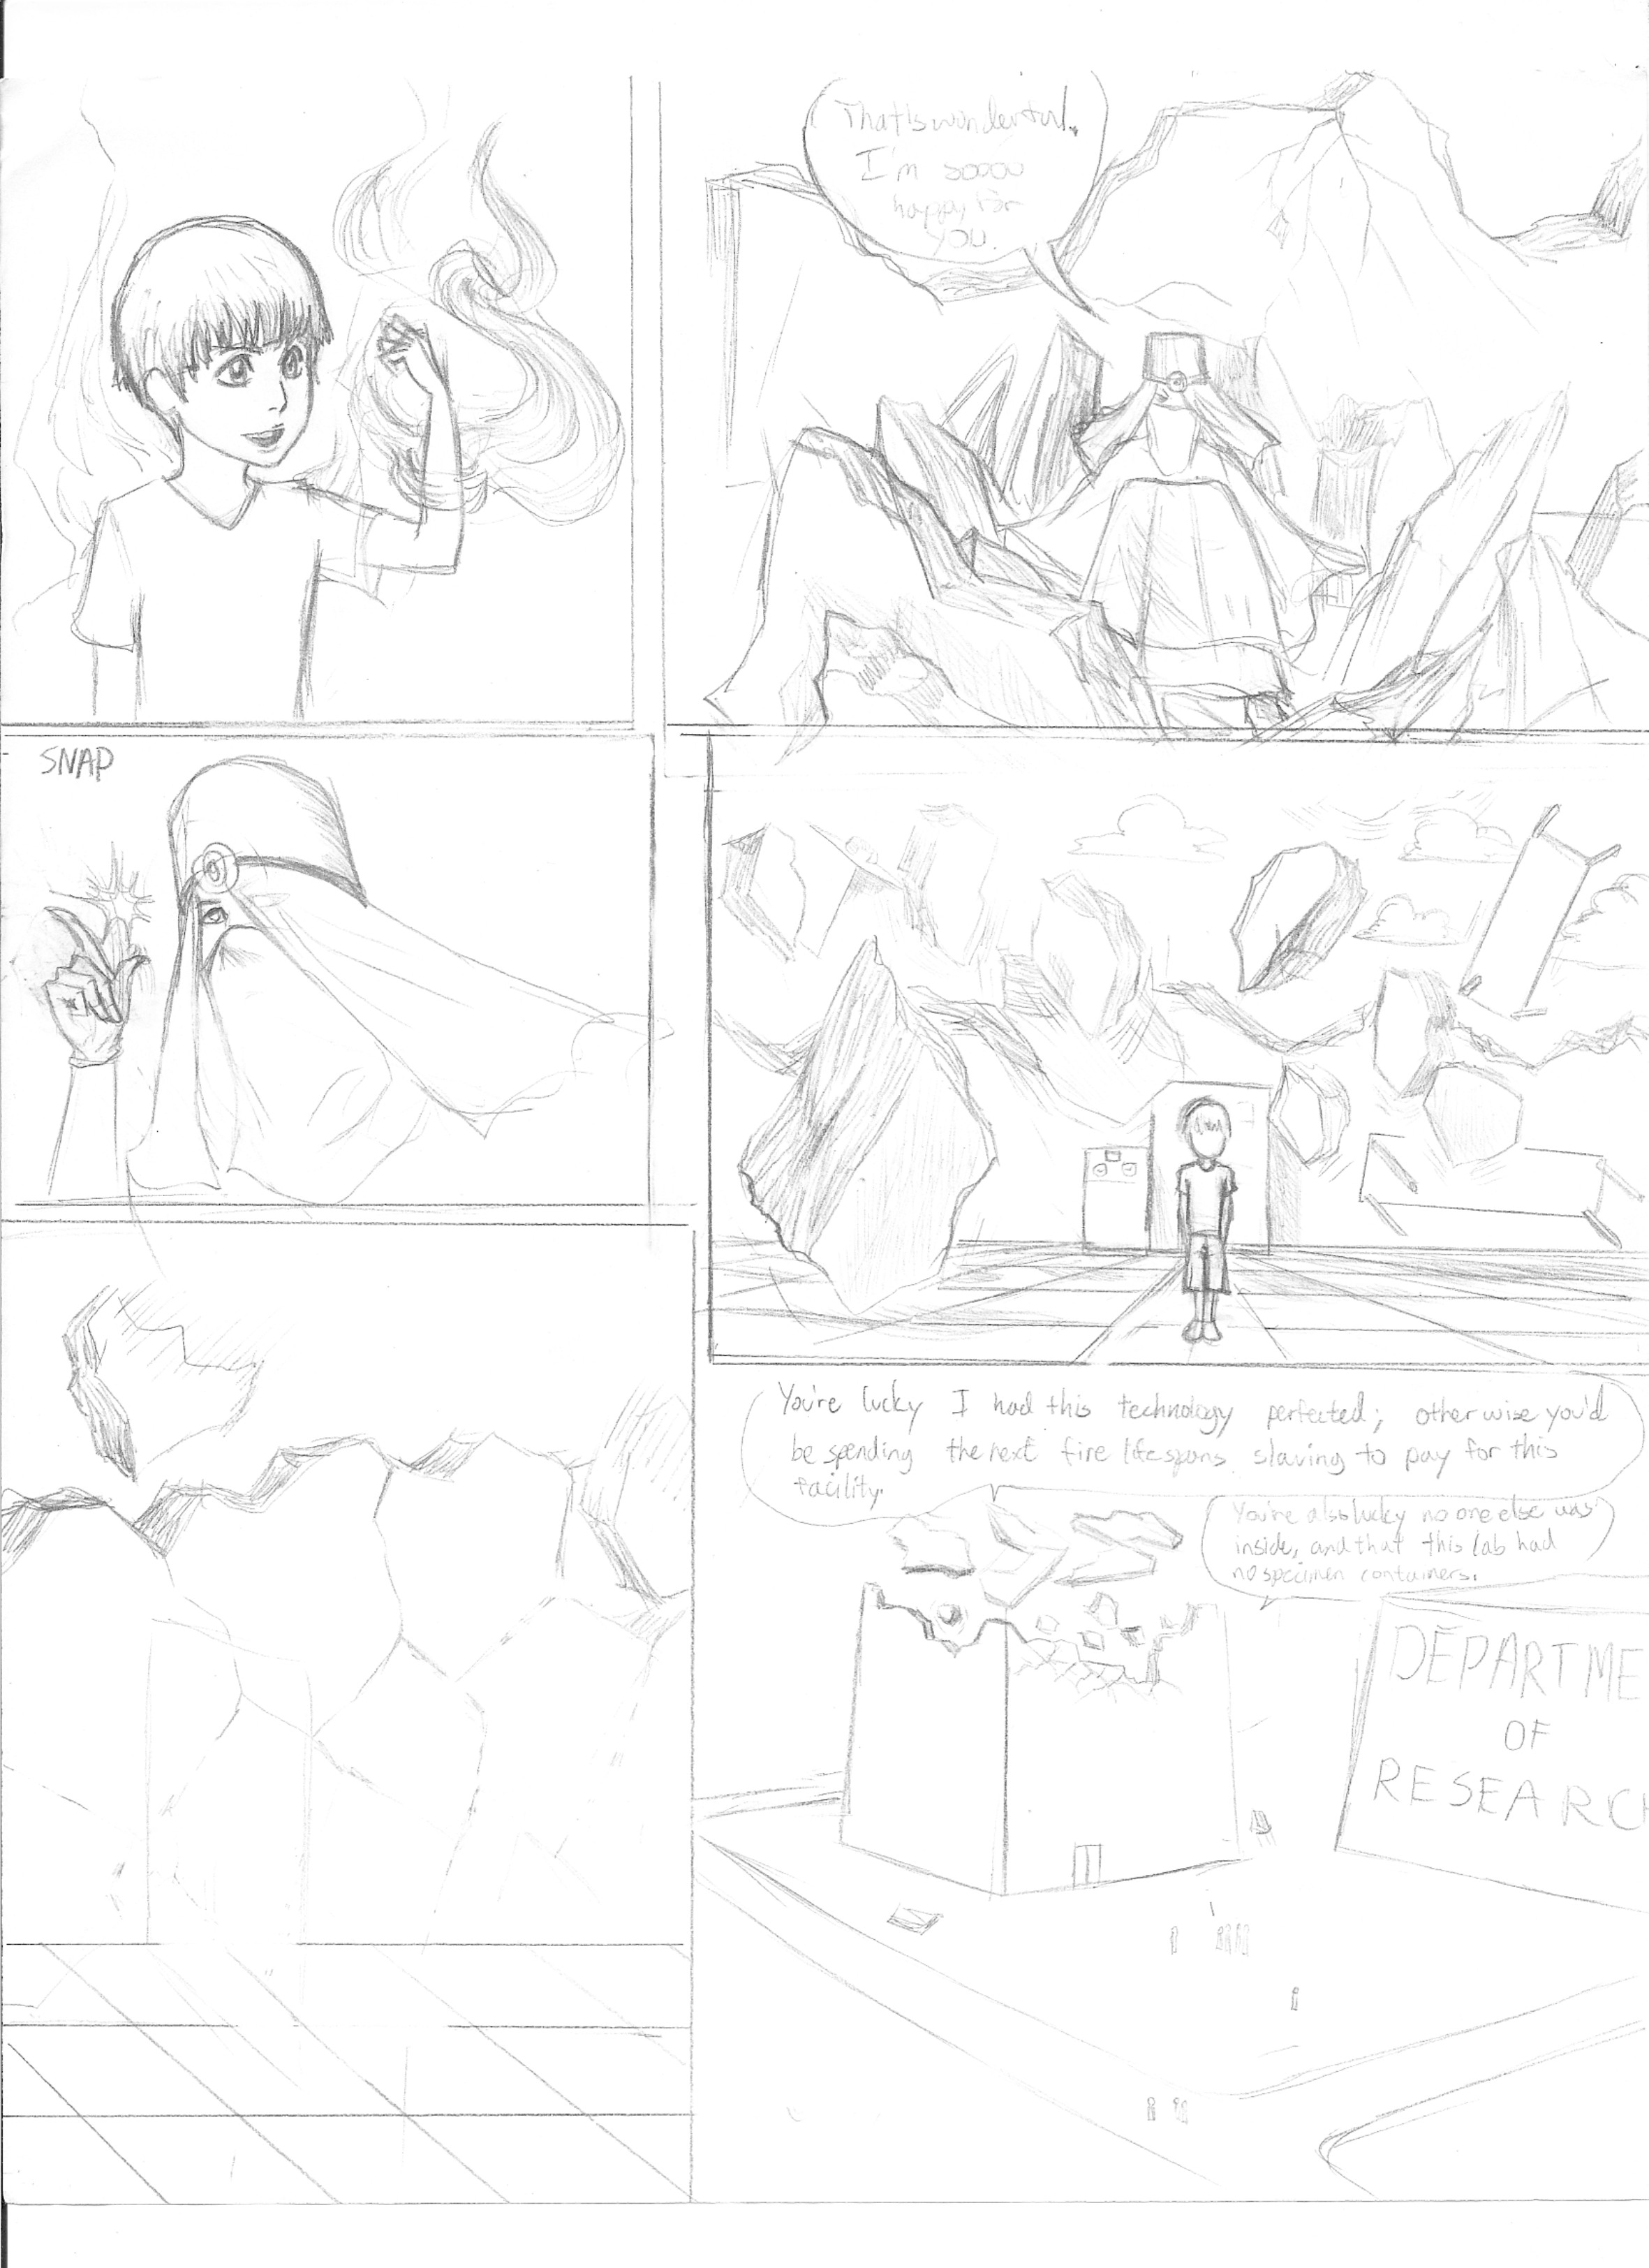 That is wonderful.
I'm soooo
happy for
you.
SNAP
You're lucky I had this technology perfected; otherwise you'd
be spending the next five lifespans slaving to pay for this
facility.
You're also lucky no one else was
inside, and that this lab had
no specimen containers.
DEPARTME
OF
RESEARC